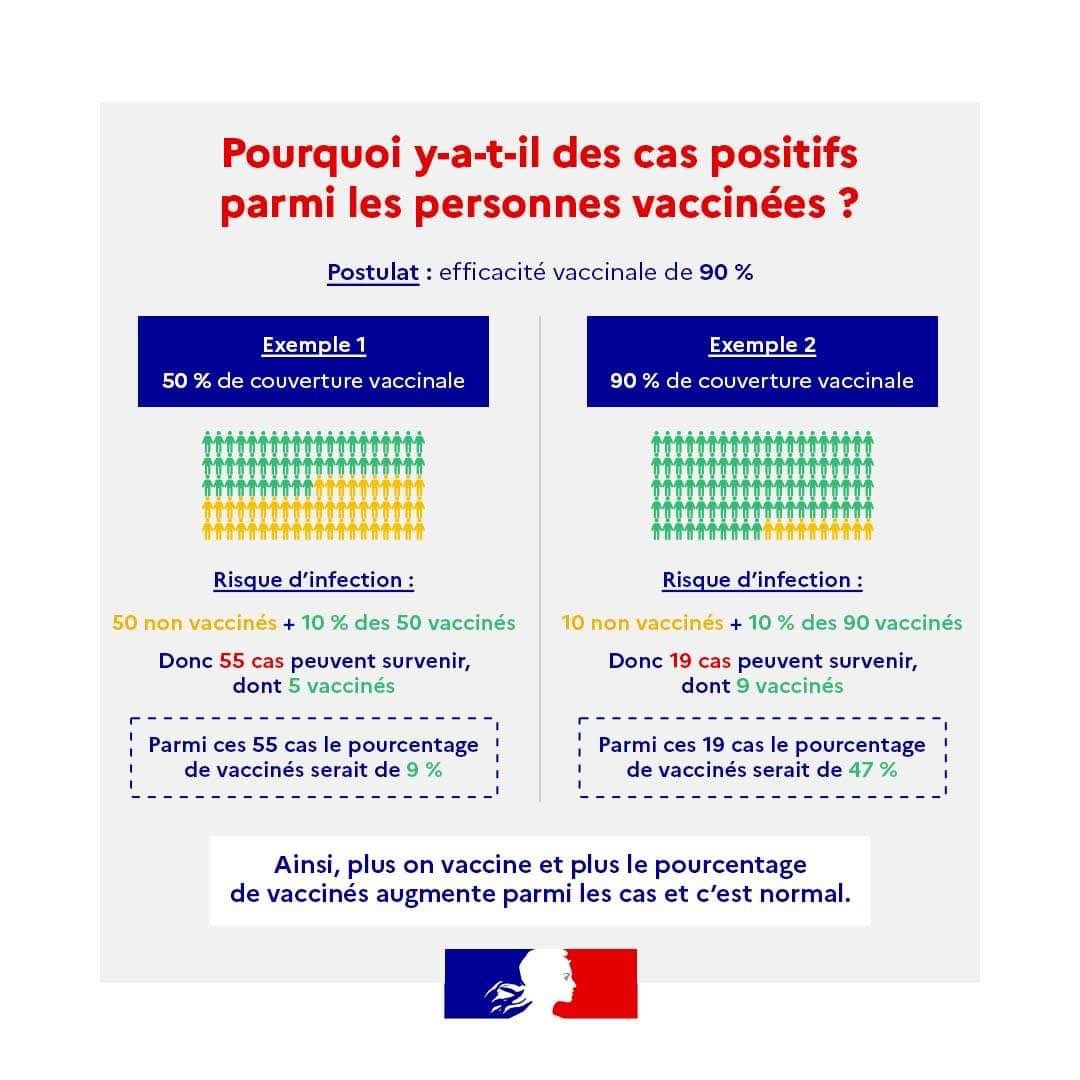 Pourquoi y-a-t-il des cas positifs
parmi les personnes vaccinées ?
Postulat : efficacité vaccinale de 90 %
Exemple 1
50 % de couverture vaccinale
Risque d'infection :
50 non vaccinés + 10 % des 50 vaccinés
Donc 55 cas peuvent survenir,
dont 5 vaccinés
Parmi ces 55 cas le pourcentage
de vaccinés serait de 9 %
Exemple 2
90 % de couverture vaccinale
Risque d'infection :
10 non vaccinés + 10 % des 90 vaccinés
Donc 19 cas peuvent survenir,
dont 9 vaccinés
Parmi ces 19 cas le pourcentage
de vaccinés serait de 47 %
Ainsi, plus on vaccine et plus le pourcentage
de vaccinés augmente parmi les cas et c'est normal.